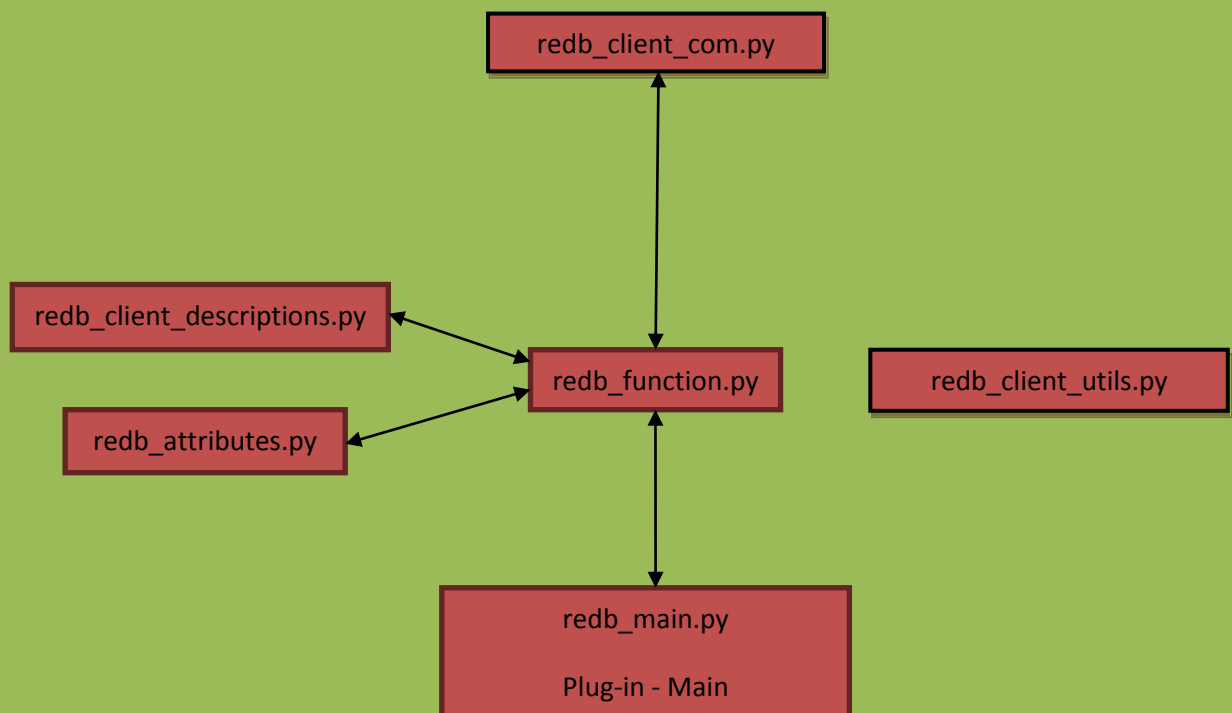 redb_client_com.py
redb_client_descriptions.py
redb_function.py
redb_client_utils.py
redb_attributes.py
redb_main.py
Plug-in - Main